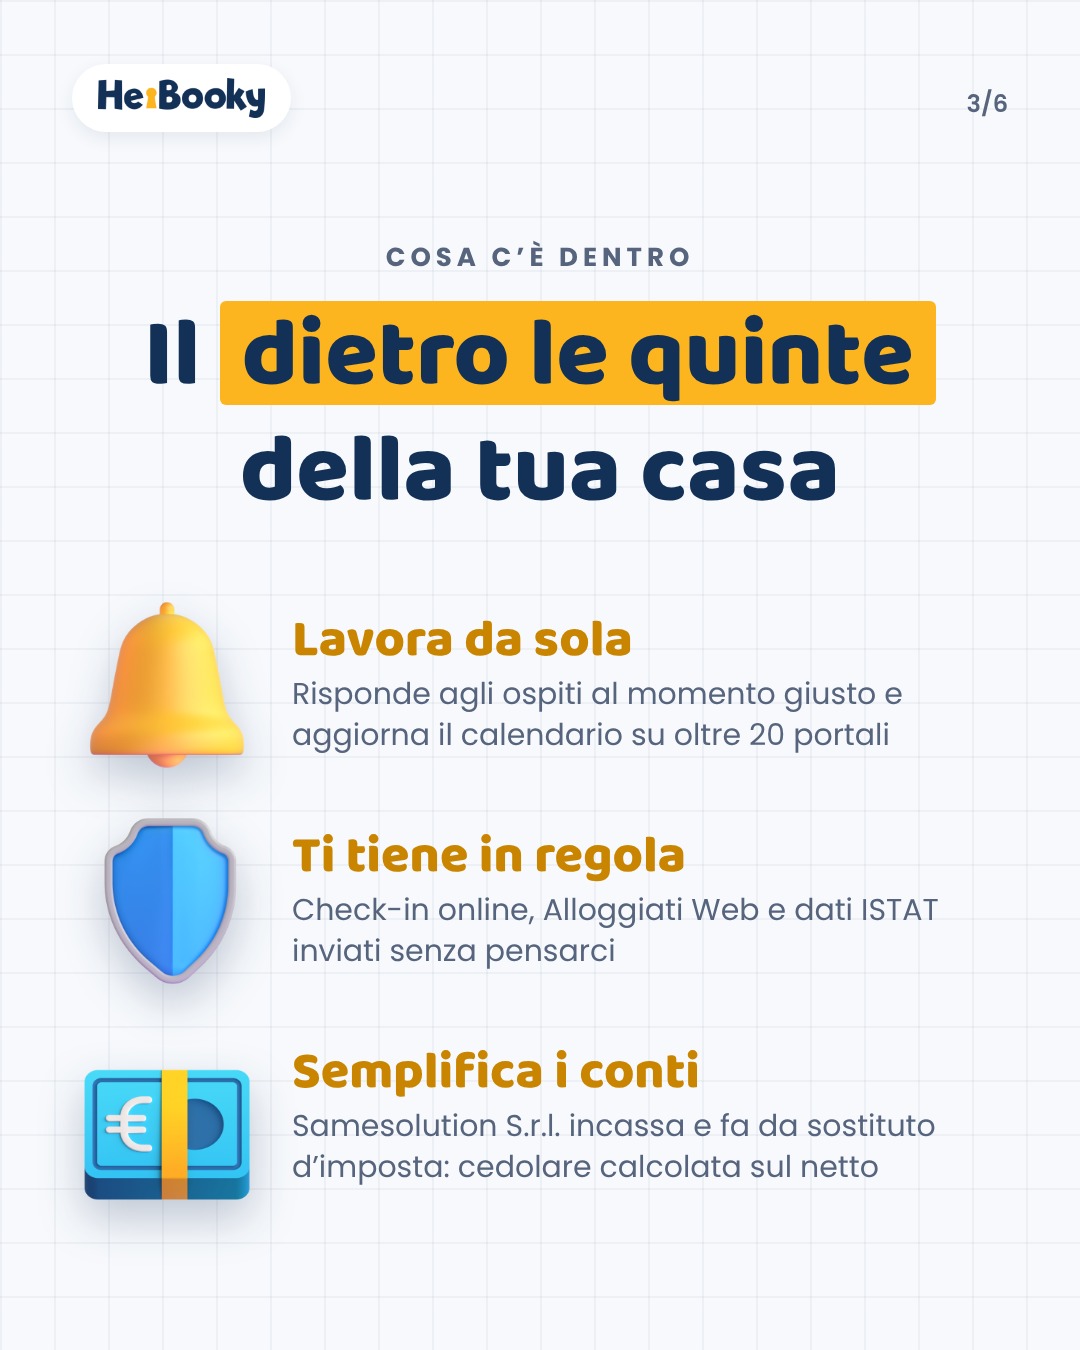 HeiBooky
3/6
COSA C’È DENTRO
Il dietro le quinte
della tua casa
Lavora da sola
Risponde agli ospiti al momento giusto e
aggiorna il calendario su oltre 20 portali
Ti tiene in regola
Check-in online, Alloggiati Web e dati ISTAT
inviati senza pensarci
€
Semplifica i conti
Samesolution S.r.l. incassa e fa da sostituto
d’imposta: cedolare calcolata sul netto